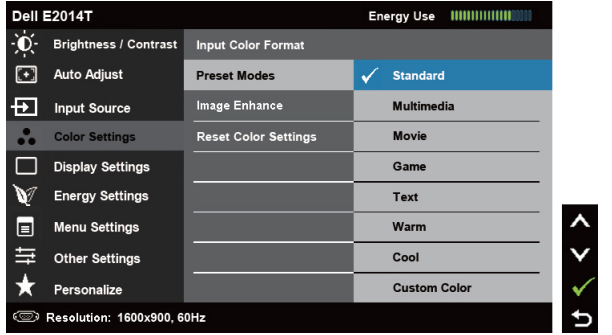 Dell E2014T Energy Use
Brightness / Contrast Input Color Format
Auto Adjust Preset Modes Standard
Input Source Image Enhance Multimedia
Color Settings Reset Color Settings Movie
Display Settings Game
Energy Settings Text
Menu Settings Warm
Other Settings Cool
Personalize Custom Color
Resolution: 1600x900, 60Hz